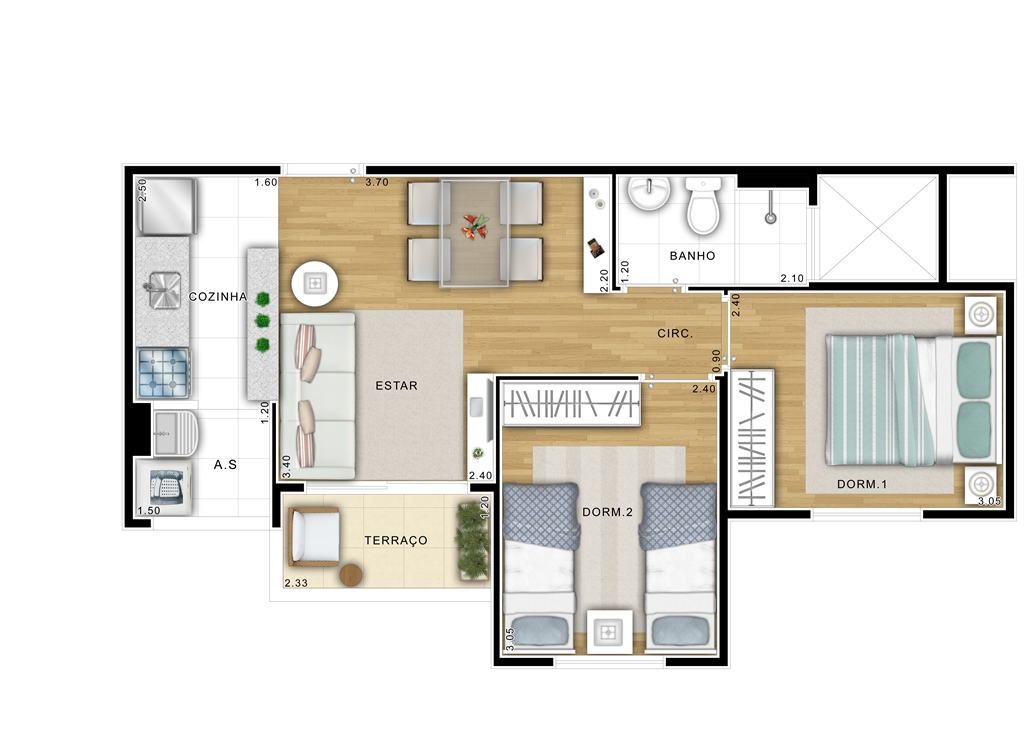 2.50
1.60
3.70
2.20
BANHO
1.20
2.10
COZINHA
2.40
CIRC.
0.90
ESTAR
2.40
1.20
A.S
3.40
2.40
1.50
DORM.1
3.05
1.20
DORM.2
TERRAÇO
2.33
3.05